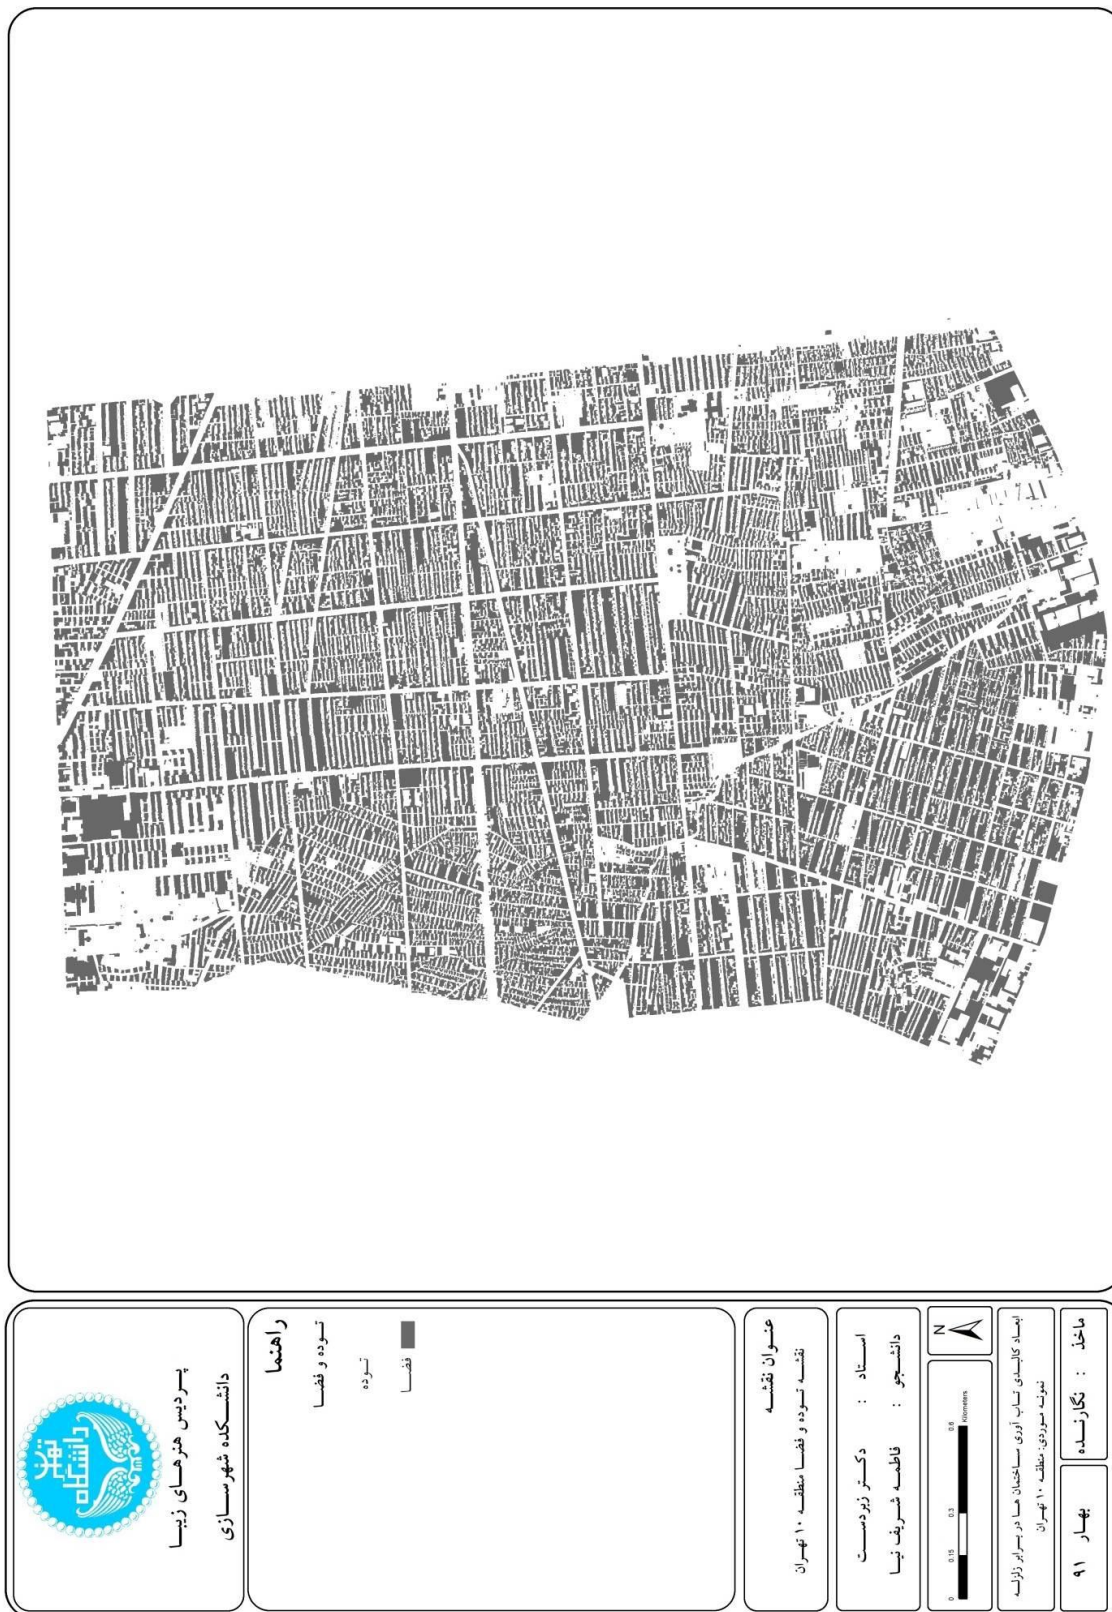 دانشگاه
تهران
پردیس هنرهای زیبا
دانشکده شهرسازی
راهنما
توده و فضا
توده
فضا
عنوان نقشه
نقشه توده و فضا منطقه ۱۰ تهران
استاد : دکتر زبردست
دانشجو : فاطمه شریف نیا
N
0 0.15 0.3 0.6
Kilometers
ابعاد کالبدی تاب آوری ساختمان ها در برابر زلزله
نمونه موردی: منطقه ۱۰ تهران
ماخذ : نگارنده
بهار ۹۱